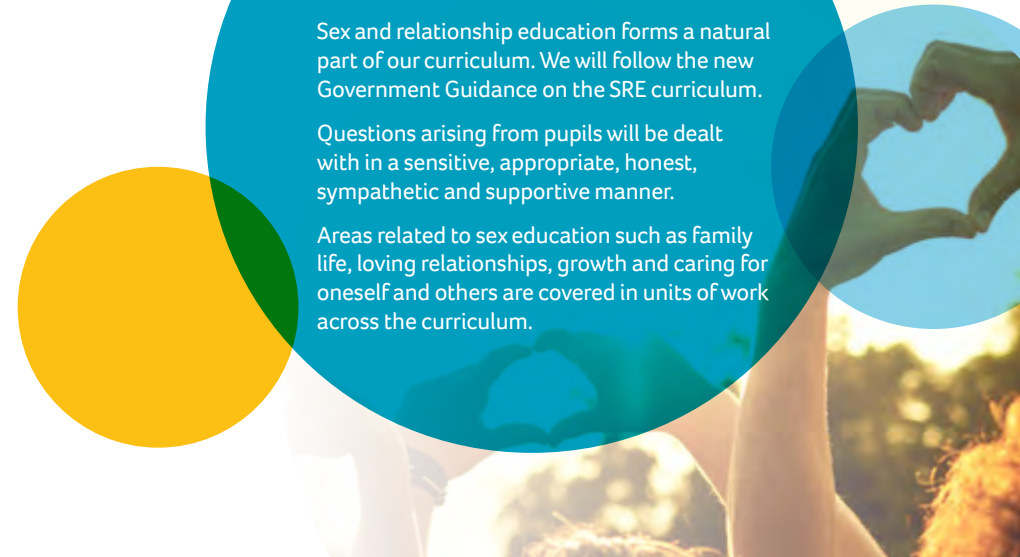 Sex and relationship education forms a natural
part of our curriculum. We will follow the new
Government Guidance on the SRE curriculum.
Questions arising from pupils will be dealt
with in a sensitive, appropriate, honest,
sympathetic and supportive manner.
Areas related to sex education such as family
life, loving relationships, growth and caring for
oneself and others are covered in units of work
across the curriculum.